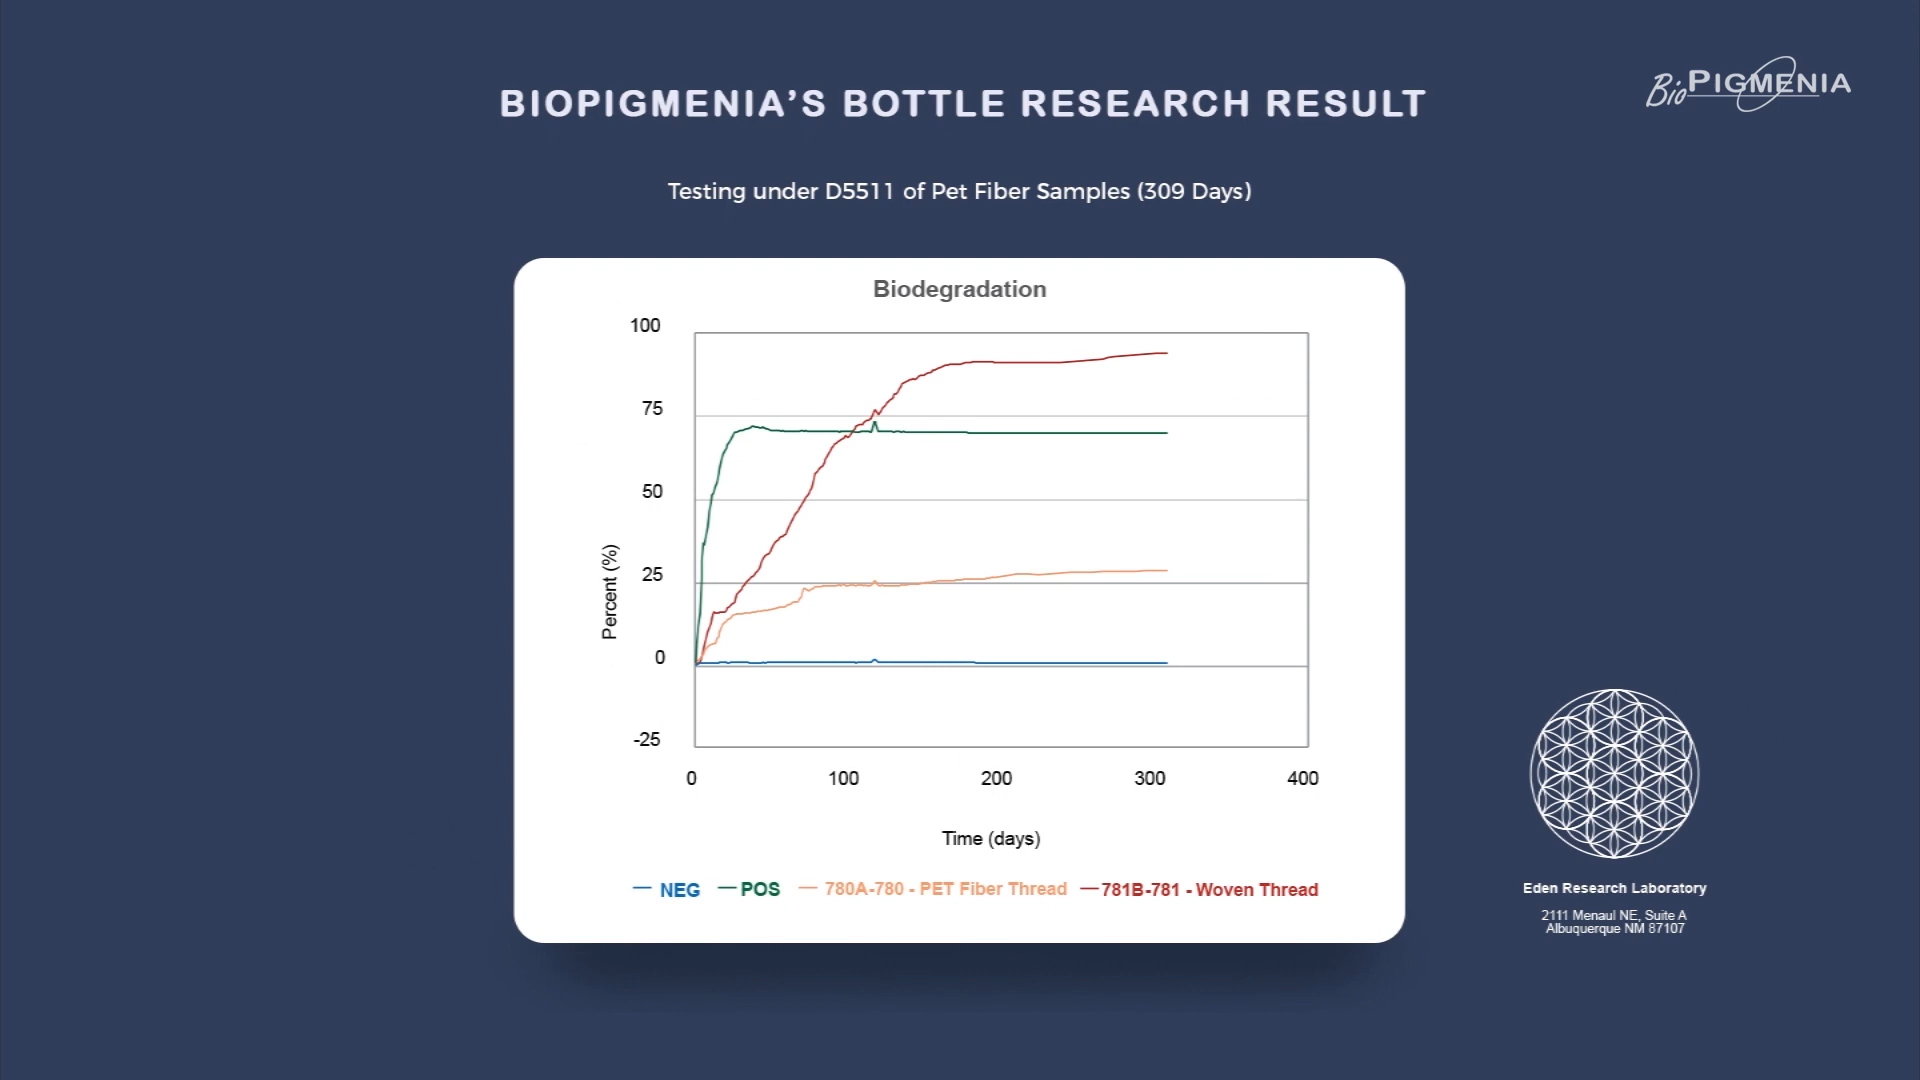 BIOPIGMENIA'S BOTTLE RESEARCH RESULT
BioPIGMENIA
Testing under D5511 of Pet Fiber Samples (309 Days)
Biodegradation
100
75
50
25
0
-25
Percent (%)
0 100 200 300 400
Time (days)
NEG POS 780A-780 - PET Fiber Thread 781B-781 - Woven Thread
Eden Research Laboratory
2111 Menaul NE, Suite A
Albuquerque NM 87107